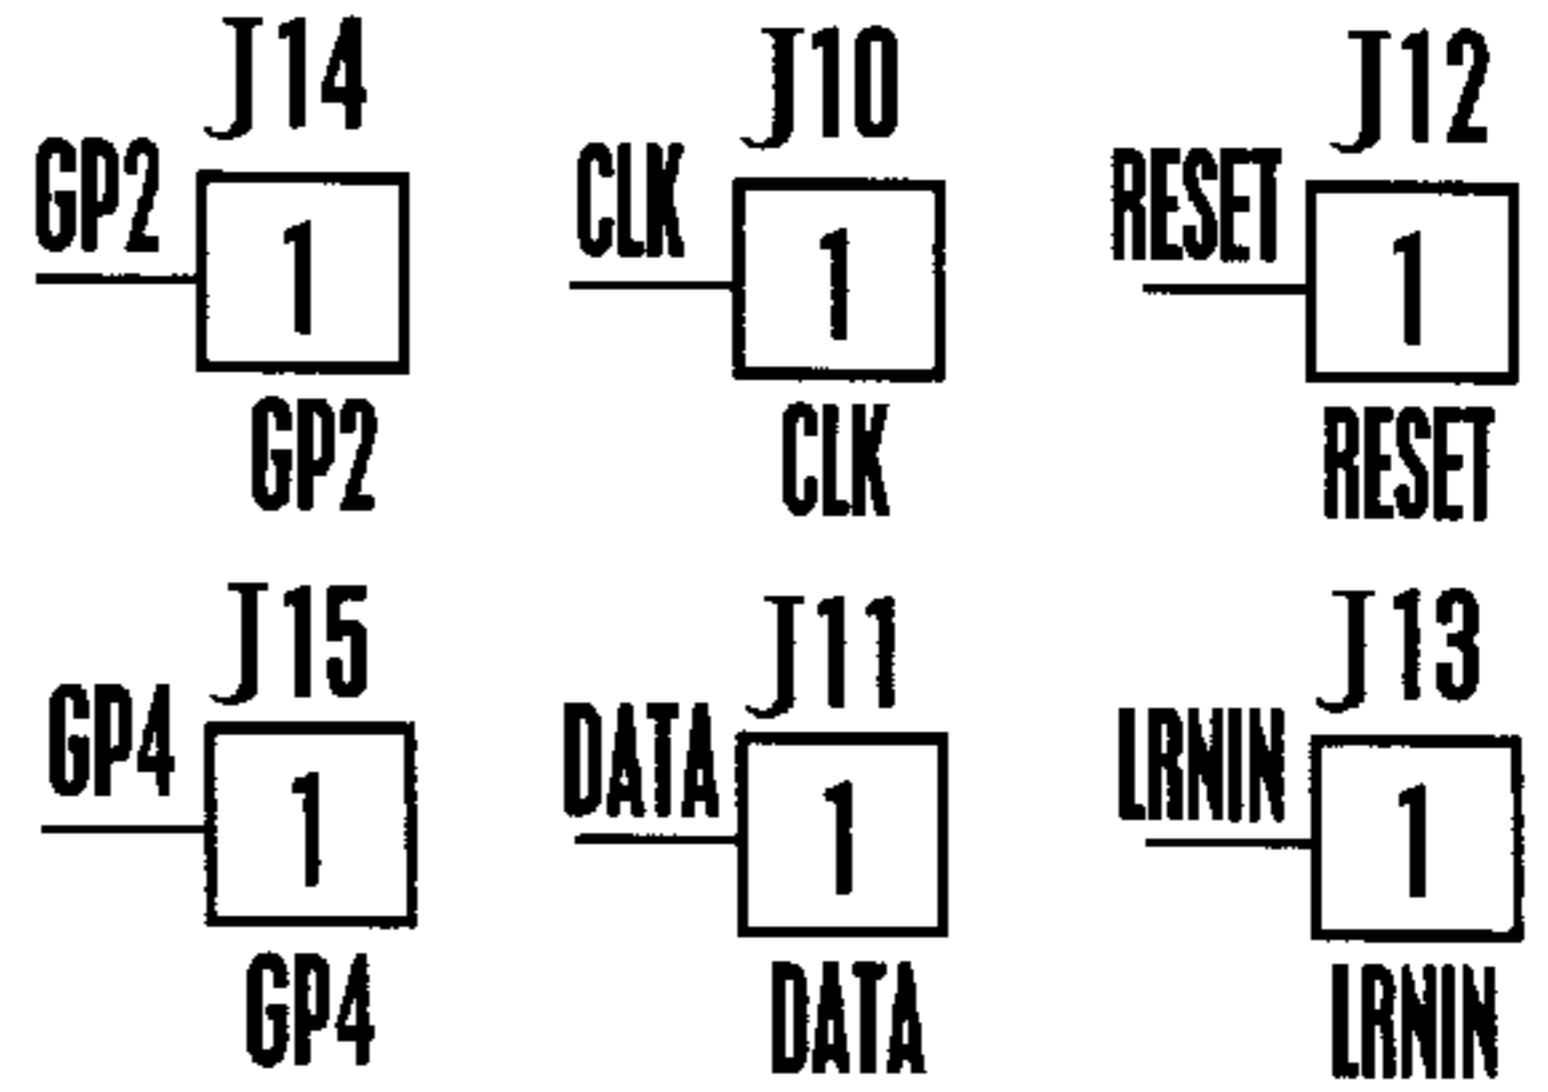 J14 J10 J12
GP2 CLK RESET
1 1 1
GP2 CLK RESET
J15 J11 J13
GP4 DATA LRNIN
1 1 1
GP4 DATA LRNIN